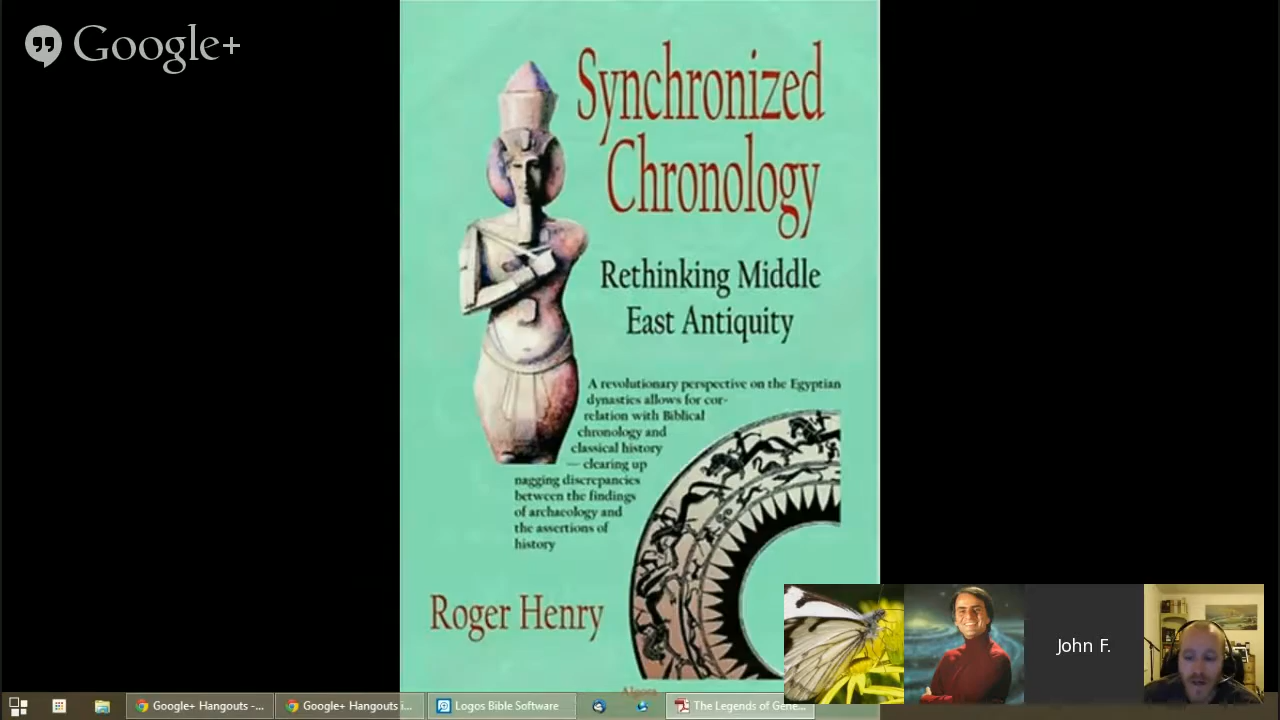 Google+
Synchronized
Chronology
Rethinking Middle
East Antiquity
A revolutionary perspective on the Egyptian
dynasties allows for cor-
relation with Biblical
chronology and
classical history
— clearing up
nagging discrepancies
between the findings
of archaeology and
the assertions of
history
Roger Henry
Algora
John F.
Google+ Hangouts -...
Google+ Hangouts i...
Logos Bible Software
The Legends of Gene...